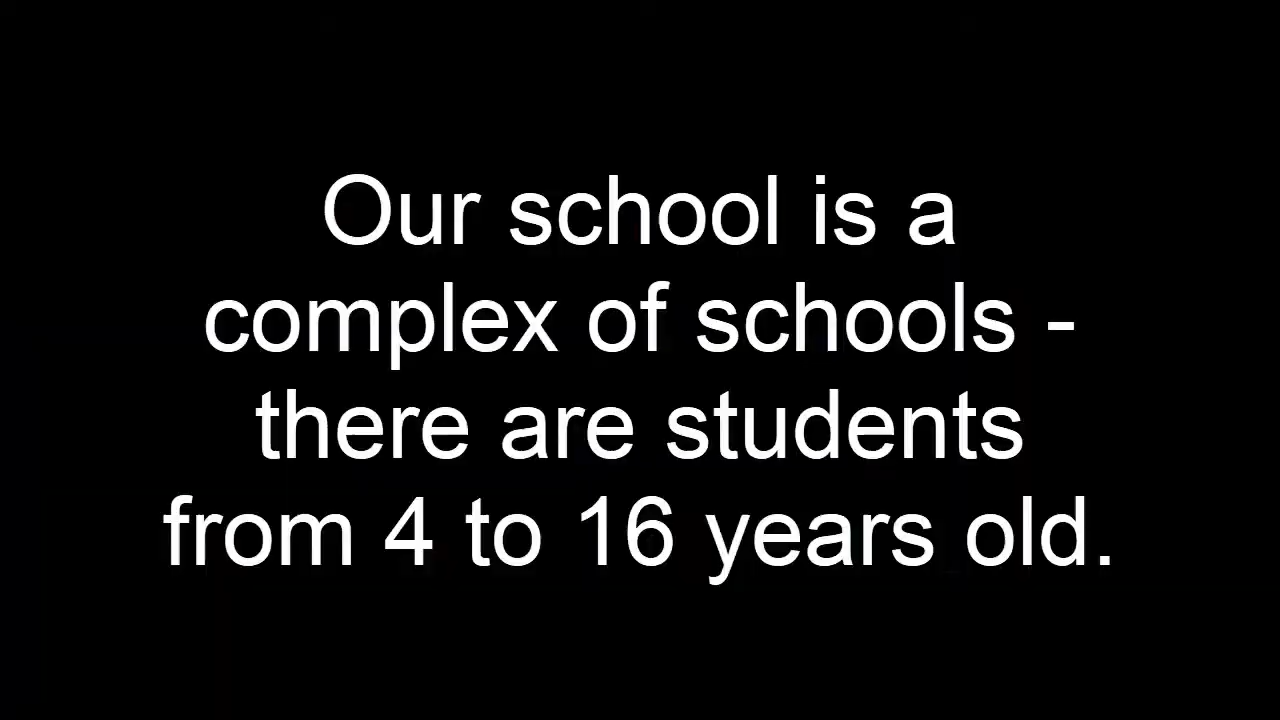 Our school is a
complex of schools -
there are students
from 4 to 16 years old.